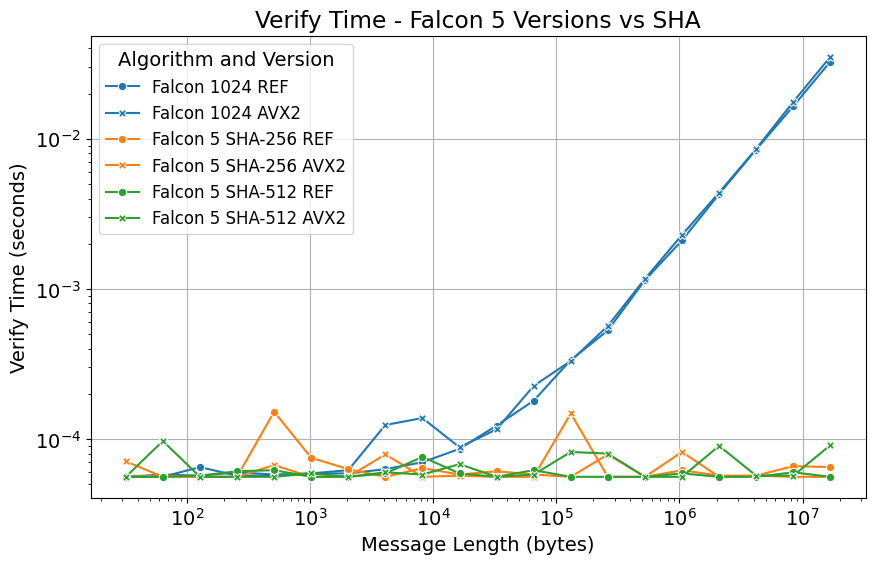 Verify Time - Falcon 5 Versions vs SHA
Algorithm and Version
Falcon 1024 REF
Falcon 1024 AVX2
Falcon 5 SHA-256 REF
Falcon 5 SHA-256 AVX2
Falcon 5 SHA-512 REF
Falcon 5 SHA-512 AVX2
Verify Time (seconds)
10⁻²
10⁻³
10⁻⁴
10² 10³ 10⁴ 10⁵ 10⁶ 10⁷
Message Length (bytes)